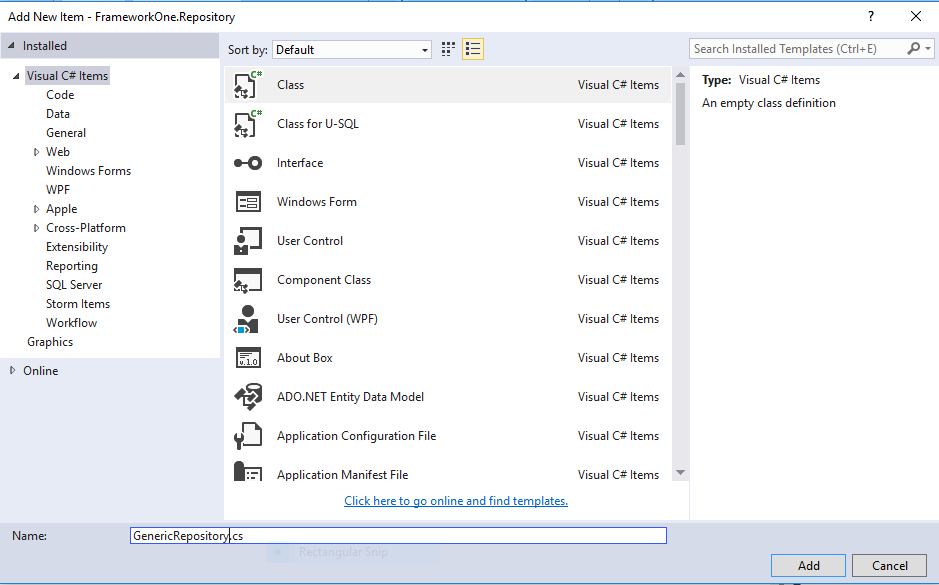 Add New Item - FrameworkOne.Repository
?
Installed
Sort by: Default
Search Installed Templates (Ctrl+E)
Visual C# Items
Code
Data
General
Web
Windows Forms
WPF
Apple
Cross-Platform
Extensibility
Reporting
SQL Server
Storm Items
Workflow
Graphics
Online
C# Class Visual C# Items
C# Class for U-SQL Visual C# Items
Interface Visual C# Items
Windows Form Visual C# Items
User Control Visual C# Items
Component Class Visual C# Items
User Control (WPF) Visual C# Items
v.1.0 About Box Visual C# Items
ADO.NET Entity Data Model Visual C# Items
Application Configuration File Visual C# Items
Application Manifest File Visual C# Items
Click here to go online and find templates.
Type: Visual C# Items
An empty class definition
Name: GenericRepository.cs
Rectangular Snip
Add Cancel